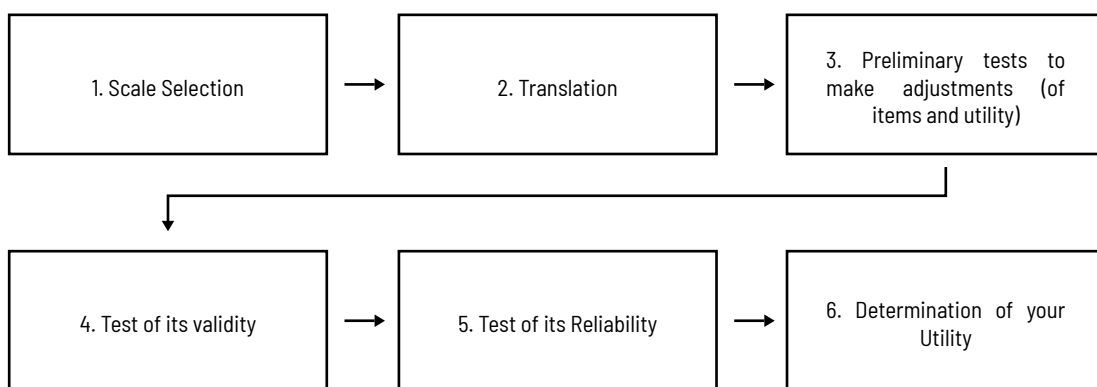 1. Scale Selection
2. Translation
3. Preliminary tests to
make adjustments (of
items and utility)
4. Test of its validity
5. Test of its Reliability
6. Determination of your
Utility